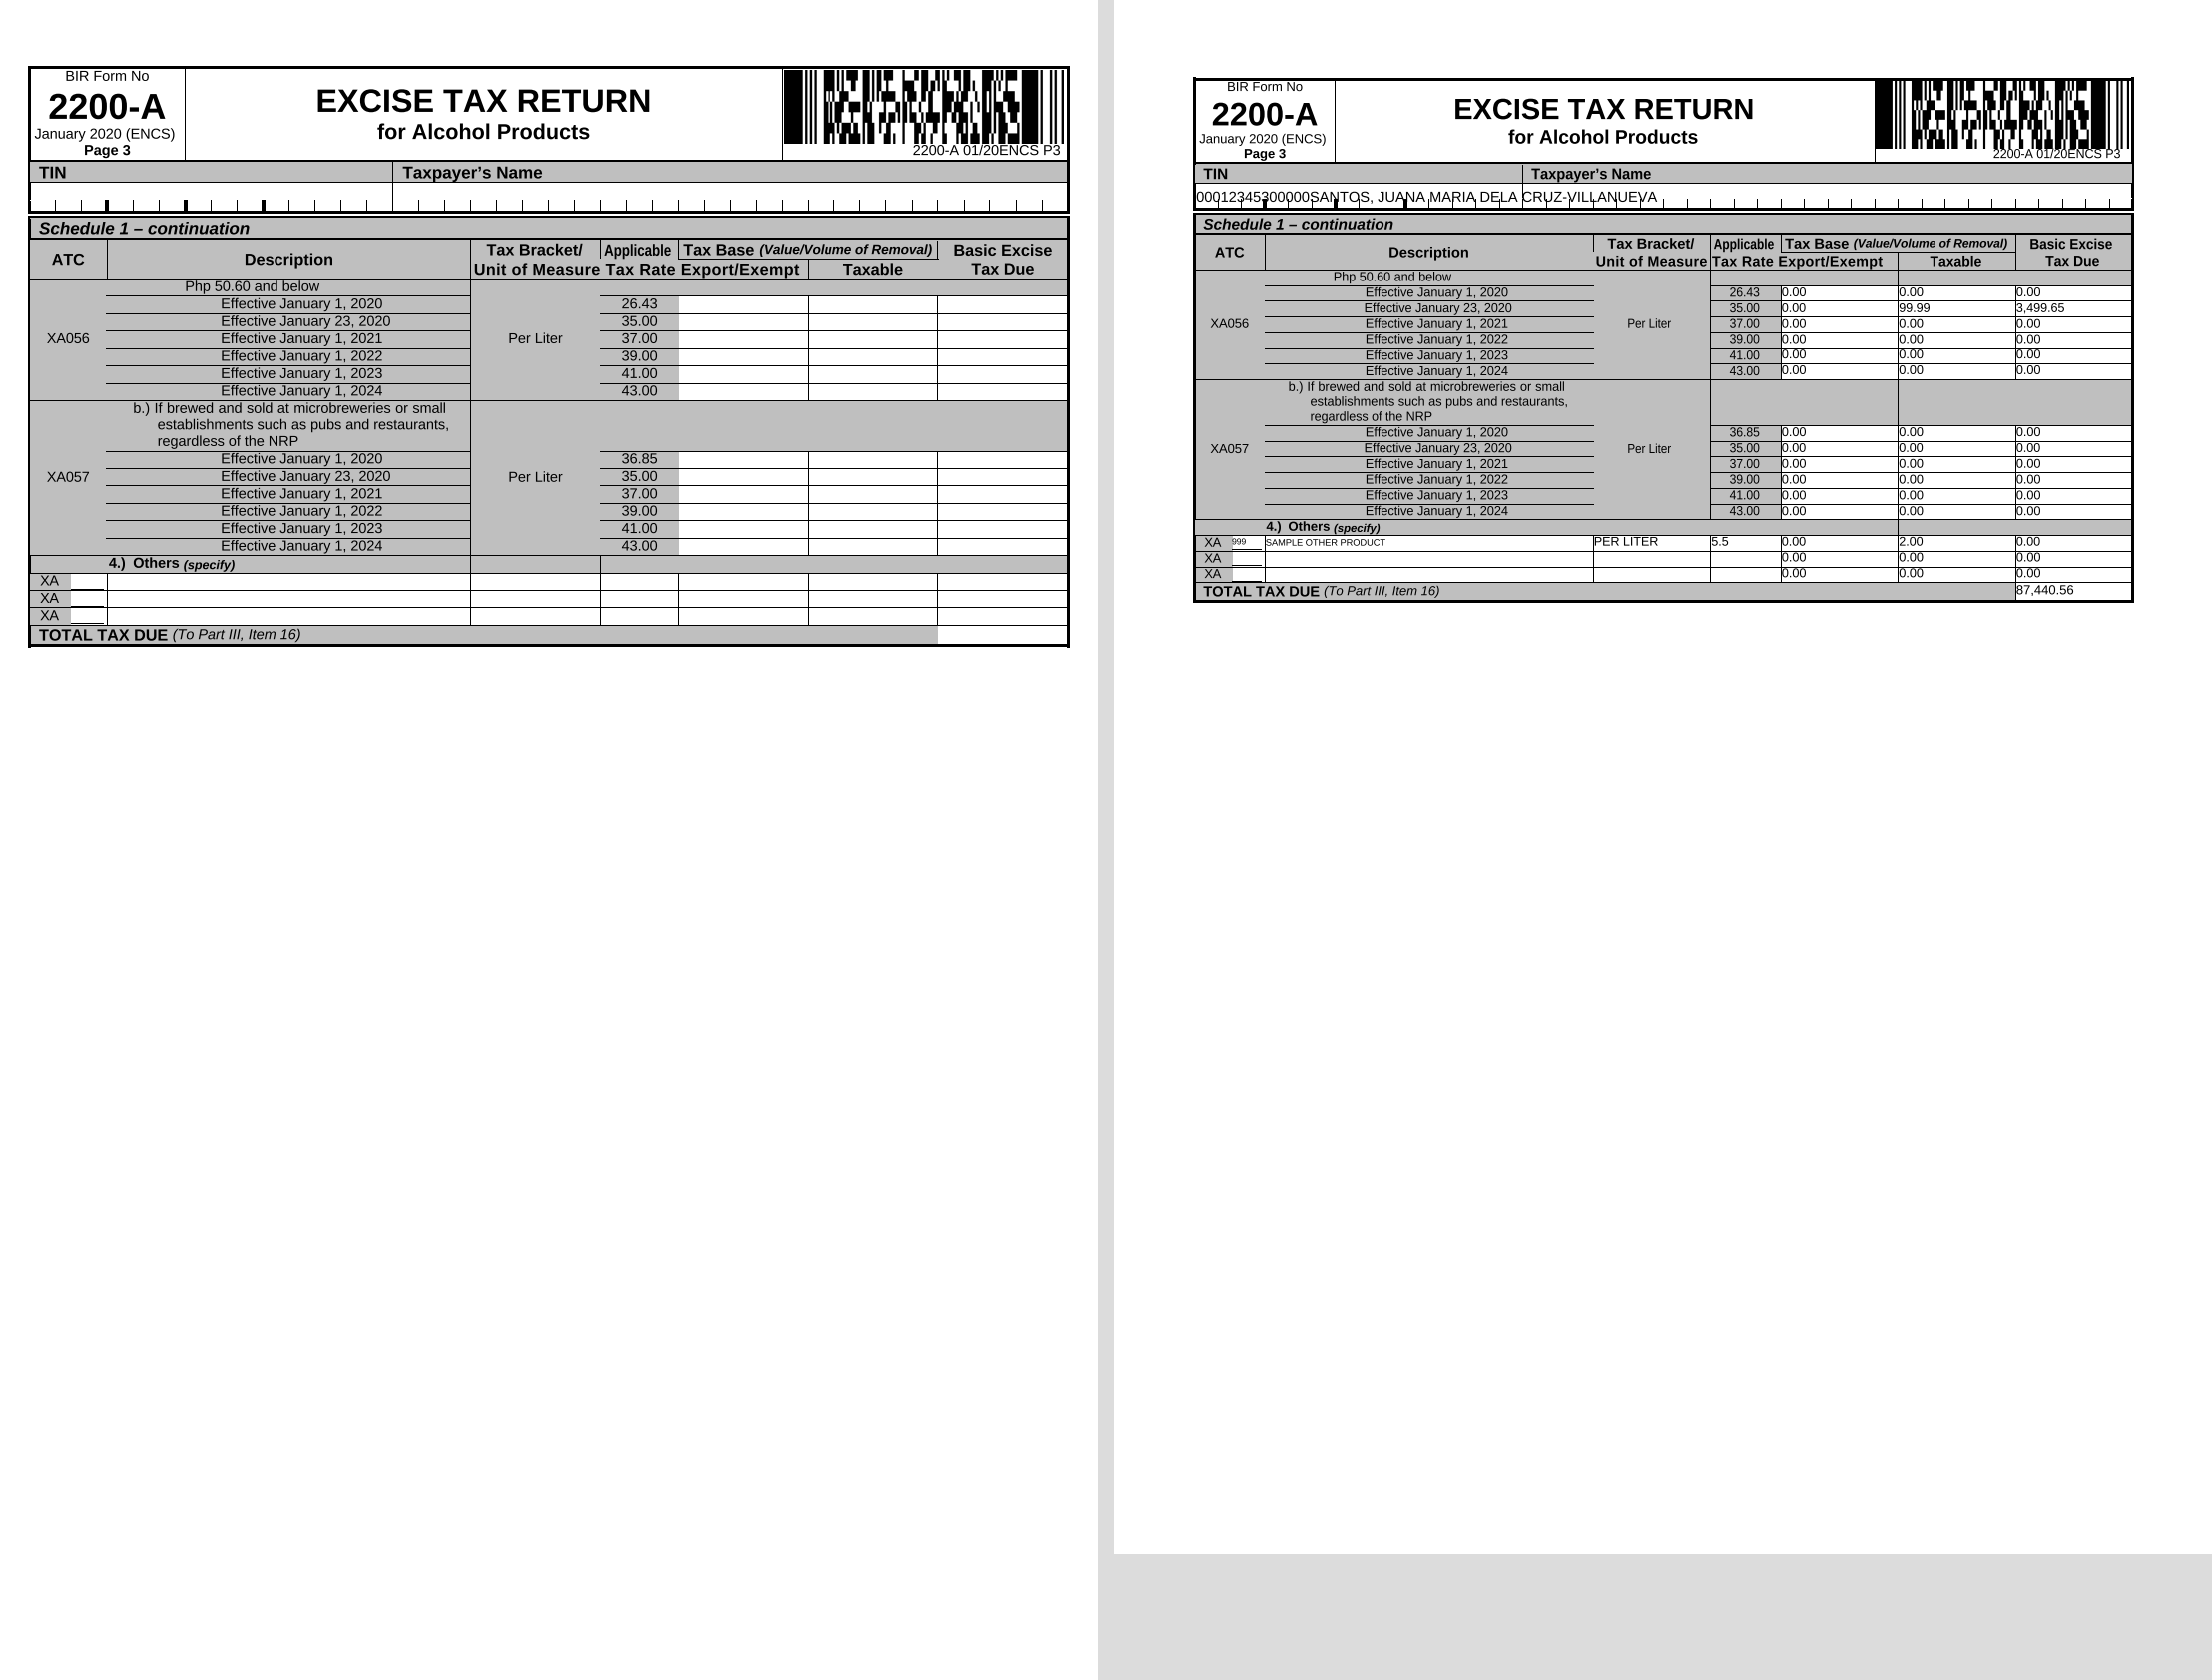 BIR Form No
2200-A
January 2020 (ENCS)
Page 3
EXCISE TAX RETURN
for Alcohol Products
2200-A 01/20ENCS P3
TIN Taxpayer’s Name
Schedule 1 – continuation
ATC Description Tax Bracket/ Unit of Measure Applicable Tax Rate Tax Base (Value/Volume of Removal) Export/Exempt Taxable Basic Excise Tax Due
Php 50.60 and below
XA056 Per Liter
Effective January 1, 2020 26.43
Effective January 23, 2020 35.00
Effective January 1, 2021 37.00
Effective January 1, 2022 39.00
Effective January 1, 2023 41.00
Effective January 1, 2024 43.00
b.) If brewed and sold at microbreweries or small
establishments such as pubs and restaurants,
regardless of the NRP
XA057 Per Liter
Effective January 1, 2020 36.85
Effective January 23, 2020 35.00
Effective January 1, 2021 37.00
Effective January 1, 2022 39.00
Effective January 1, 2023 41.00
Effective January 1, 2024 43.00
4.) Others (specify)
XA
XA
XA
TOTAL TAX DUE (To Part III, Item 16)
BIR Form No
2200-A
January 2020 (ENCS)
Page 3
EXCISE TAX RETURN
for Alcohol Products
2200-A 01/20ENCS P3
TIN Taxpayer’s Name
00012345300000SANTOS, JUANA MARIA DELA CRUZ-VILLANUEVA
Schedule 1 – continuation
ATC Description Tax Bracket/ Unit of Measure Applicable Tax Rate Tax Base (Value/Volume of Removal) Export/Exempt Taxable Basic Excise Tax Due
Php 50.60 and below
XA056 Per Liter
Effective January 1, 2020 26.43 0.00 0.00 0.00
Effective January 23, 2020 35.00 0.00 99.99 3,499.65
Effective January 1, 2021 37.00 0.00 0.00 0.00
Effective January 1, 2022 39.00 0.00 0.00 0.00
Effective January 1, 2023 41.00 0.00 0.00 0.00
Effective January 1, 2024 43.00 0.00 0.00 0.00
b.) If brewed and sold at microbreweries or small
establishments such as pubs and restaurants,
regardless of the NRP
XA057 Per Liter
Effective January 1, 2020 36.85 0.00 0.00 0.00
Effective January 23, 2020 35.00 0.00 0.00 0.00
Effective January 1, 2021 37.00 0.00 0.00 0.00
Effective January 1, 2022 39.00 0.00 0.00 0.00
Effective January 1, 2023 41.00 0.00 0.00 0.00
Effective January 1, 2024 43.00 0.00 0.00 0.00
4.) Others (specify)
XA 999 SAMPLE OTHER PRODUCT PER LITER 5.5 0.00 2.00 0.00
XA 0.00 0.00 0.00
XA 0.00 0.00 0.00
TOTAL TAX DUE (To Part III, Item 16) 87,440.56